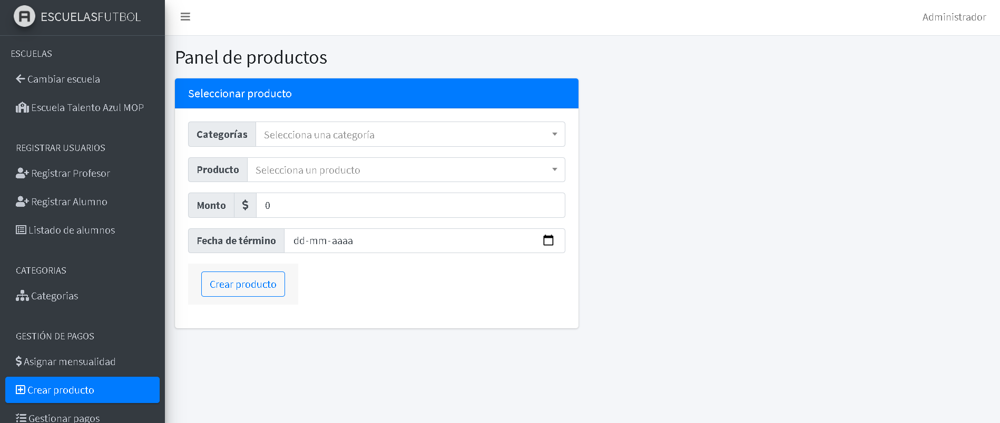 ESCUELASFUTBOL
Administrador
ESCUELAS
Cambiar escuela
Escuela Talento Azul MOP
REGISTRAR USUARIOS
Registrar Profesor
Registrar Alumno
Listado de alumnos
CATEGORIAS
Categorias
GESTIÓN DE PAGOS
$ Asignar mensualidad
Crear producto
Gestionar pagos
Panel de productos
Seleccionar producto
Categorías Selecciona una categoría
Producto Selecciona un producto
Monto $ 0
Fecha de término dd-mm-aaaa
Crear producto